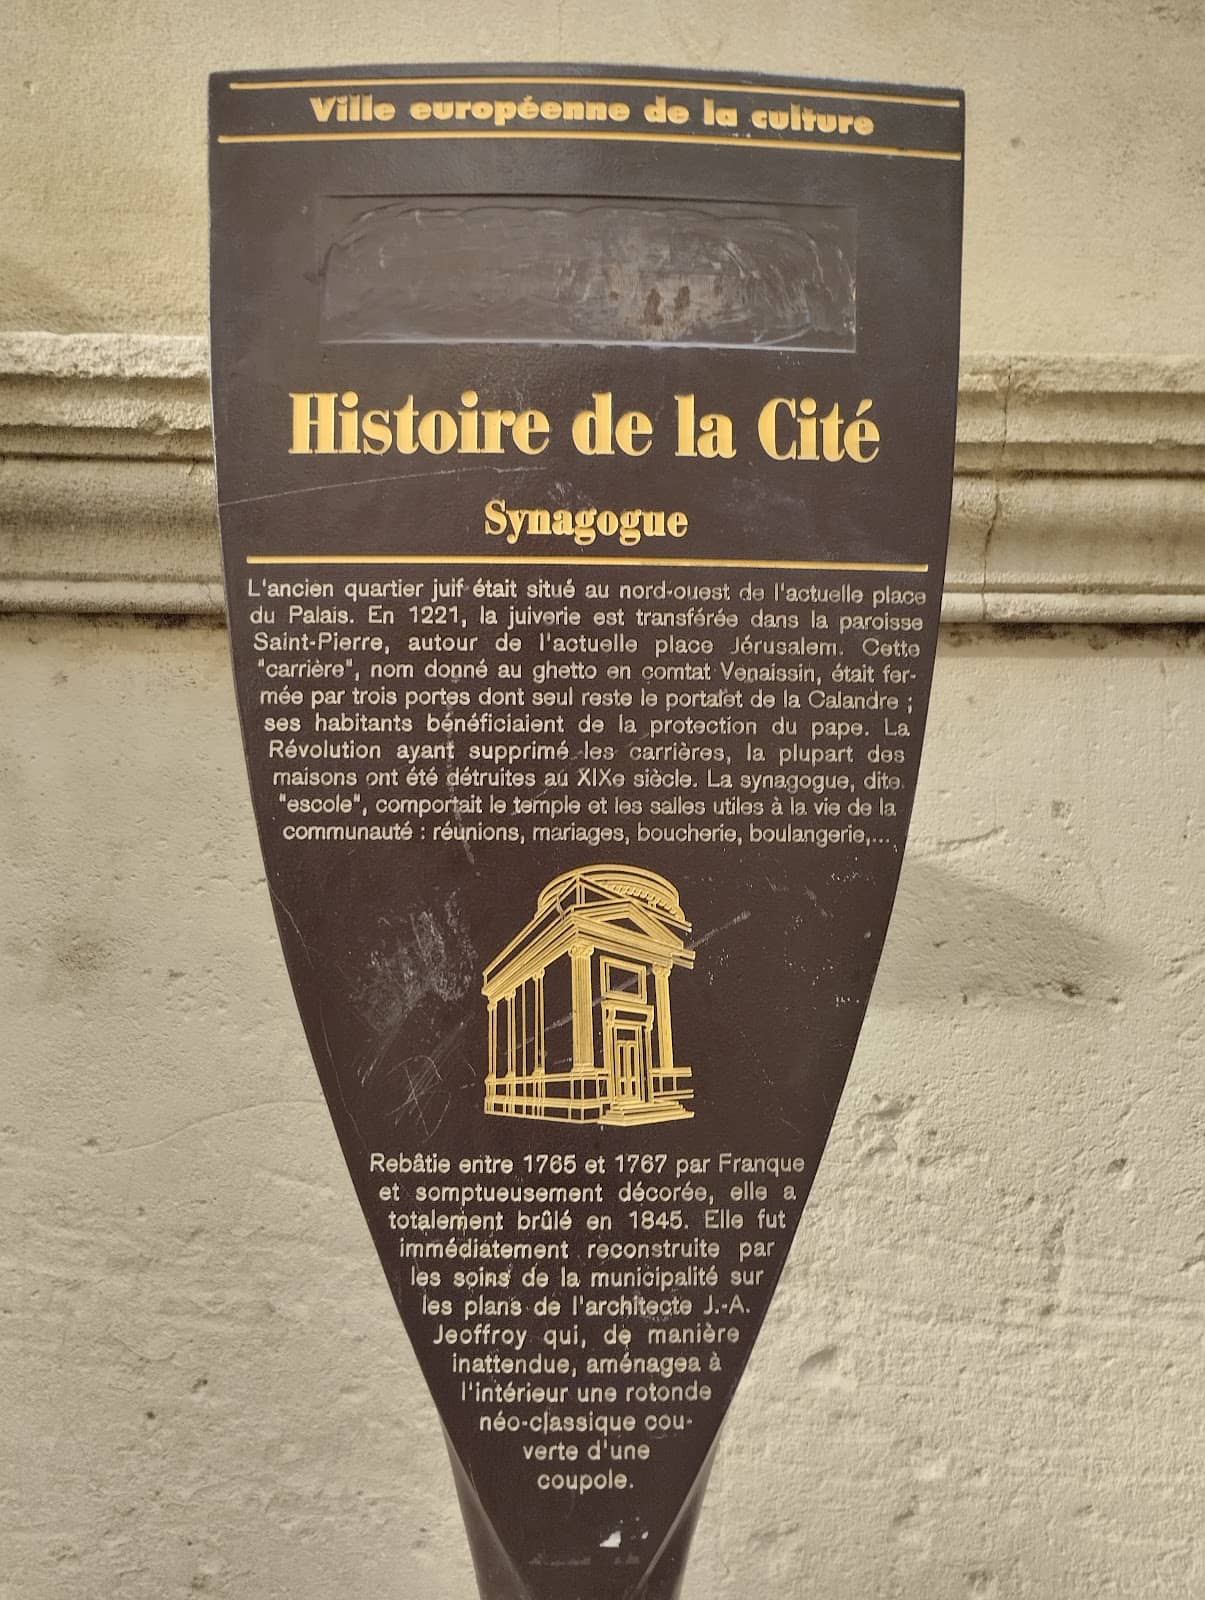 Ville européenne de la culture
Histoire de la Cité
Synagogue
L'ancien quartier juif était situé au nord-ouest de l'actuelle place
du Palais. En 1221, la juiverie est transférée dans la paroisse
Saint-Pierre, autour de l'actuelle place Jérusalem. Cette
"carrière", nom donné au ghetto en comtat Venaissin, était fer-
mée par trois portes dont seul reste le portalet de la Calandre ;
ses habitants bénéficiaient de la protection du pape. La
Révolution ayant supprimé les carrières, la plupart des
maisons ont été détruites au XIXe siècle. La synagogue, dite
"escole", comportait le temple et les salles utiles à la vie de la
communauté : réunions, mariages, boucherie, boulangerie,...
Rebâtie entre 1765 et 1767 par Franque
et somptueusement décorée, elle a
totalement brûlé en 1845. Elle fut
immédiatement reconstruite par
les soins de la municipalité sur
les plans de l'architecte J.-A.
Jeoffroy qui, de manière
inattendue, aménagea à
l'intérieur une rotonde
néo-classique cou-
verte d'une
coupole.